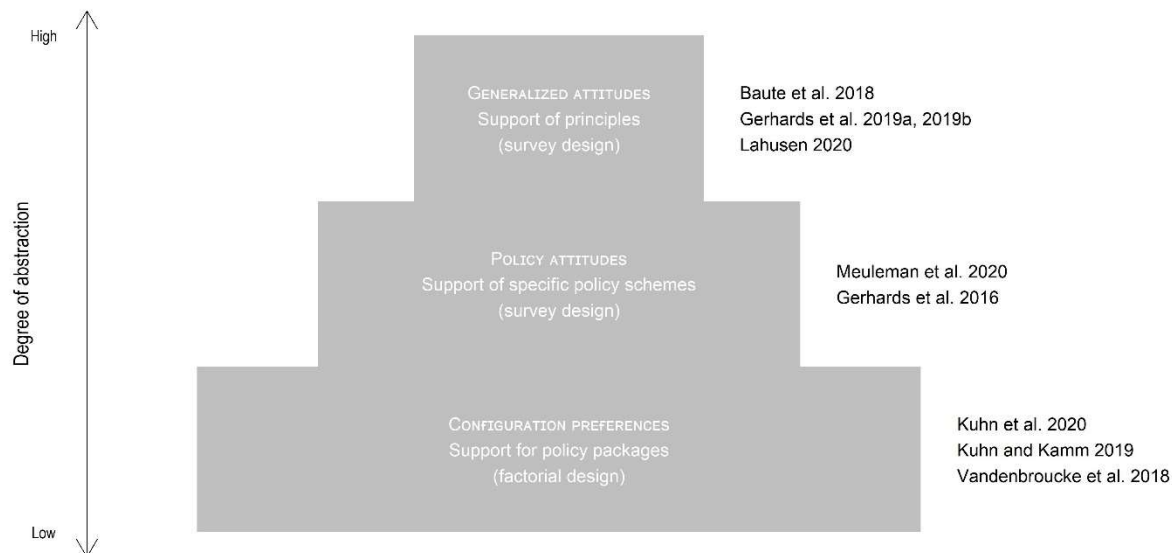 High
GENERALIZED ATTITUDES
Support of principles
(survey design)
Baute et al. 2018
Gerhards et al. 2019a, 2019b
Lahusen 2020
Degree of abstraction
POLICY ATTITUDES
Support of specific policy schemes
(survey design)
Meuleman et al. 2020
Gerhards et al. 2016
CONFIGURATION PREFERENCES
Support for policy packages
(factorial design)
Kuhn et al. 2020
Kuhn and Kamm 2019
Vandenbroucke et al. 2018
Low